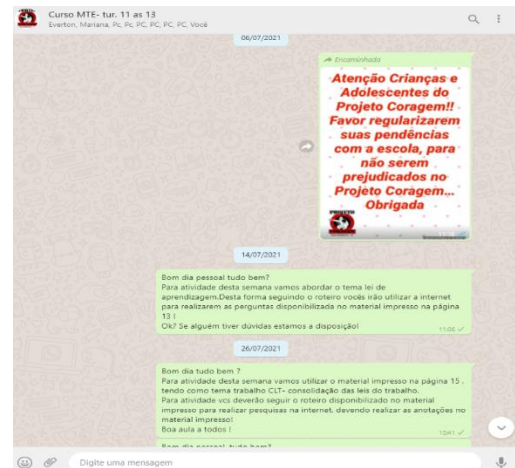 Curso MTE- tur. 11 as 13
Everton, Mariana, Pc, Pc, PC, PC, PC, PC, Você
06/07/2021
Encaminhada
Atenção Crianças e
Adolescentes do
Projeto Coragem!!
Favor regularizarem
suas pendências
com a escola, para
não serem
prejudicados no
Projeto Coragem...
Obrigada
14/07/2021
Bom dia pessoal tudo bem?
Para atividade desta semana vamos abordar o tema lei de
aprendizagem.Desta forma seguindo o roteiro vocês irão utilizar a internet
para realizarem as perguntas disponibilizada no material impresso na página
13 !
Ok? Se alguém tiver dúvidas estamos a disposição!
11:06
26/07/2021
Bom dia tudo bem ?
Para atividade desta semana vamos utilizar o material impresso na página 15 ,
tendo como tema trabalho CLT- consolidação das leis do trabalho.
Para atividade vcs deverão seguir o roteiro disponibilizado no material
impresso para realizar pesquisas na internet, devendo realizar as anotações no
material impresso!
Boa aula a todos !
10:41
Bom dia pessoal, tudo bem?
Digite uma mensagem